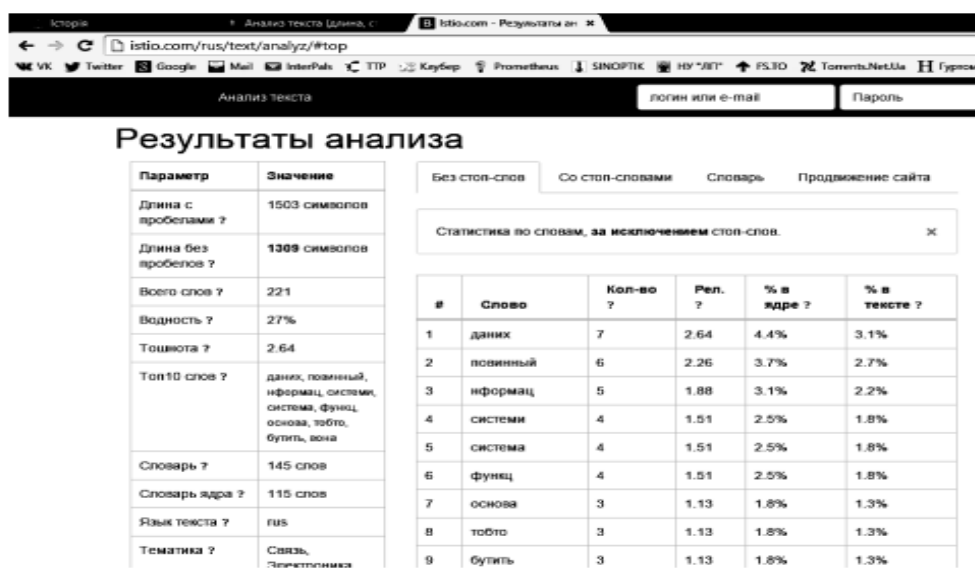 Історія
Анализ текста (длина, с
Istio.com - Результаты ан
istio.com/rus/text/analyz/#top
VK Twitter Google Mail InterPals TTP Каубер Prometheus SINOPTIK НУ "ЛП" FS.TO Torrents.Net.Ua
Анализ текста
логин или e-mail
Пароль
Результаты анализа
Параметр Значение
Длина с пробелами ? 1503 символов
Длина без пробелов ? 1309 символов
Всего слов ? 221
Водность ? 27%
Тошнота ? 2.64
Топ10 слов ? даних, повинный,
нформац, системи,
система, функц,
основа, тобто,
бутить, вона
Словарь ? 145 слов
Словарь ядра ? 115 слов
Язык текста ? rus
Тематика ? Связь,
Электроника
Без стоп-слов Со стоп-словами Словарь Продвижение сайта
Статистика по словам, за исключением стоп-слов. ×
# Слово Кол-во ? Рел. ? % в ядре ? % в тексте ?
1 даних 7 2.64 4.4% 3.1%
2 повинный 6 2.26 3.7% 2.7%
3 нформац 5 1.88 3.1% 2.2%
4 системи 4 1.51 2.5% 1.8%
5 система 4 1.51 2.5% 1.8%
6 функц 4 1.51 2.5% 1.8%
7 основа 3 1.13 1.8% 1.3%
8 тобто 3 1.13 1.8% 1.3%
9 бутить 3 1.13 1.8% 1.3%